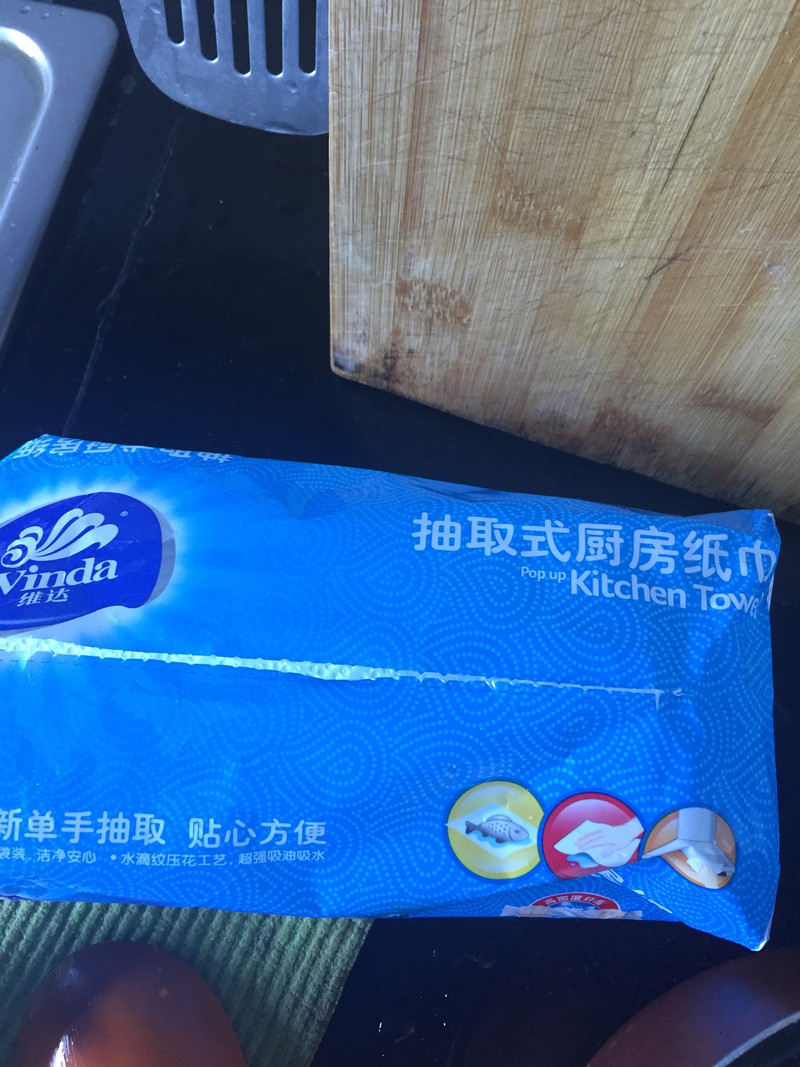 Vinda
维达
®
抽取式厨房纸巾
Pop up Kitchen Towel
新单手抽取 贴心方便
袋装, 洁净安心 •水滴纹压花工艺, 超强吸油吸水